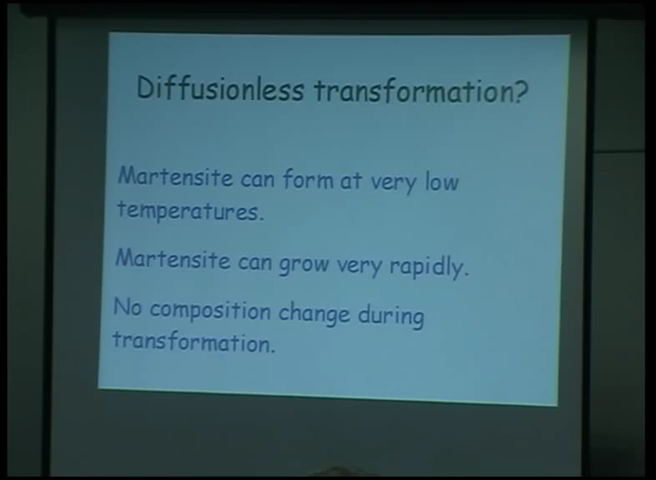 Diffusionless transformation?
Martensite can form at very low
temperatures.
Martensite can grow very rapidly.
No composition change during
transformation.